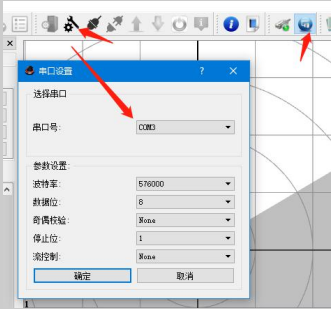 串口设置
选择串口
串口号: COM3
参数设置:
波特率: 576000
数据位: 8
奇偶校验: None
停止位: 1
流控制: None
确定 取消
1